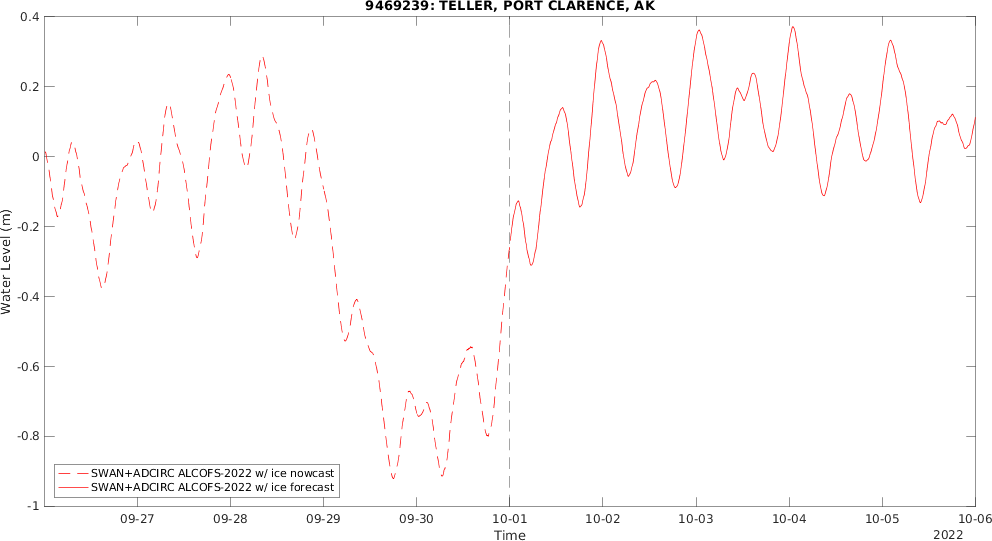 9469239: TELLER, PORT CLARENCE, AK
0.4
0.2
0
-0.2
-0.4
-0.6
-0.8
-1
Water Level (m)
SWAN+ADCIRC ALCOFS-2022 w/ ice nowcast
SWAN+ADCIRC ALCOFS-2022 w/ ice forecast
09-27 09-28 09-29 09-30 10-01 10-02 10-03 10-04 10-05 10-06
Time
2022